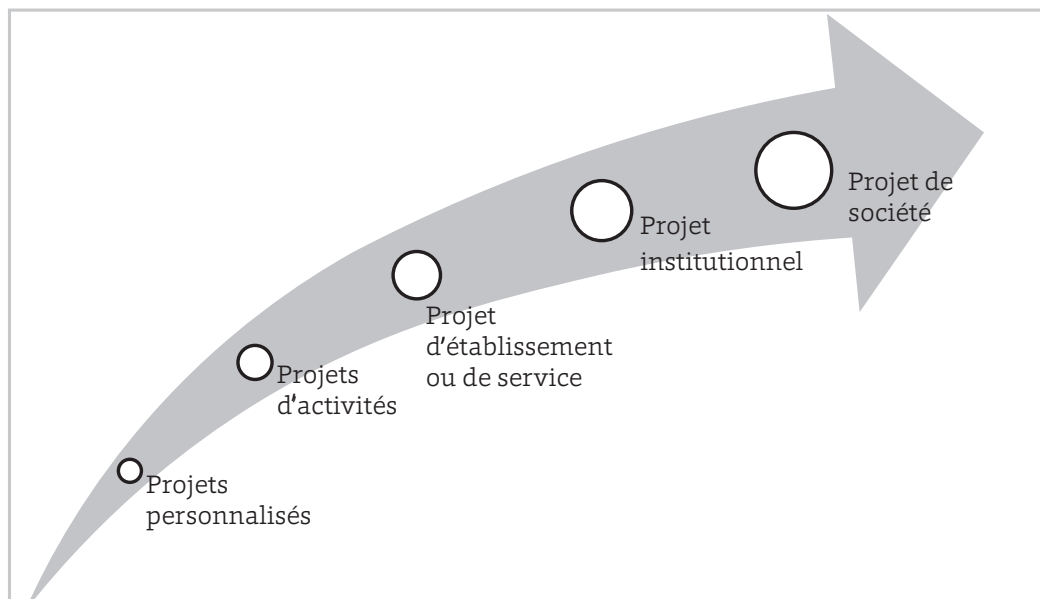 Projet de
société
Projet
institutionnel
Projet
d'établissement
ou de service
Projets
d'activités
Projets
personnalisés